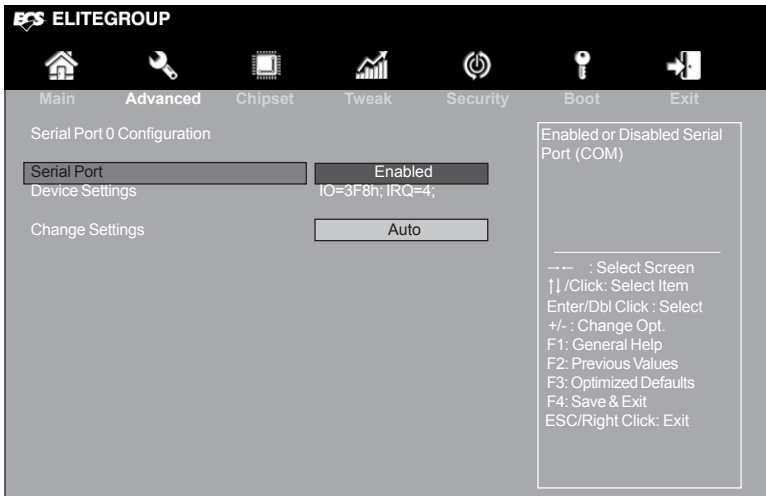 ECS ELITEGROUP
Main Advanced Chipset Tweak Security Boot Exit
Serial Port 0 Configuration
Serial Port Enabled
Device Settings IO=3F8h; IRQ=4;
Change Settings Auto
Enabled or Disabled Serial
Port (COM)
→← : Select Screen
↑↓/Click: Select Item
Enter/Dbl Click : Select
+/- : Change Opt.
F1: General Help
F2: Previous Values
F3: Optimized Defaults
F4: Save & Exit
ESC/Right Click: Exit